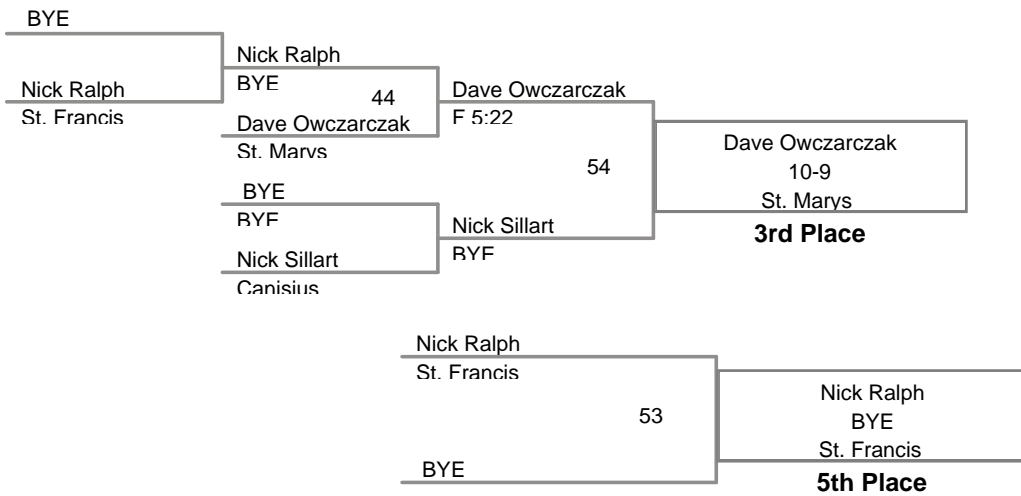 BYE
Nick Ralph
St. Francis
Nick Ralph
BYE
44
Dave Owczarczak
St. Marys
BYE
BYE
Nick Sillart
Canisius
Dave Owczarczak
F 5:22
54
Nick Sillart
BYE
Dave Owczarczak
10-9
St. Marys
3rd Place
Nick Ralph
St. Francis
53
BYE
Nick Ralph
BYE
St. Francis
5th Place